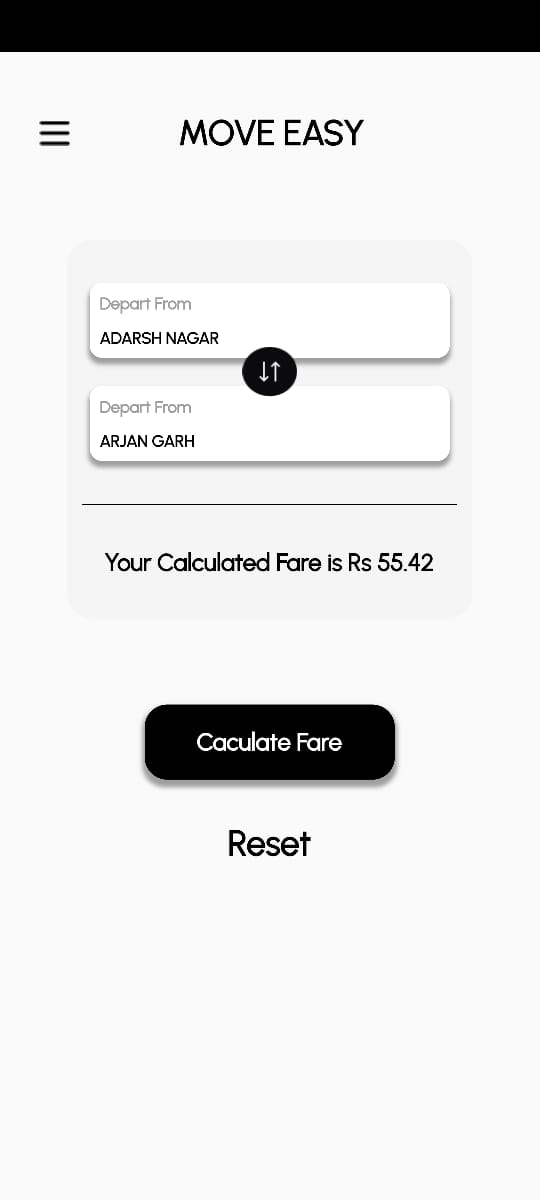 MOVE EASY
Depart From
ADARSH NAGAR
Depart From
ARJAN GARH
Your Calculated Fare is Rs 55.42
Caculate Fare
Reset